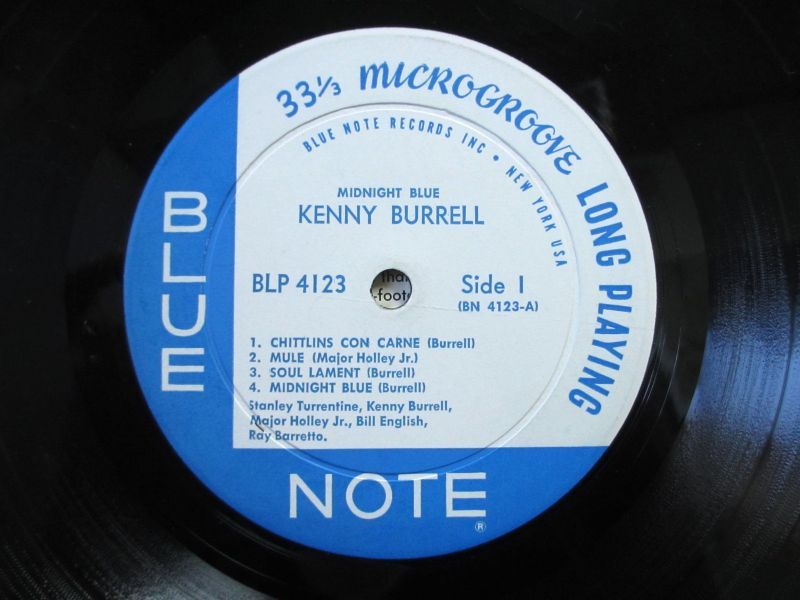 33⅓ MICROGROOVE LONG PLAYING
BLUE NOTE RECORDS INC • NEW YORK USA
MIDNIGHT BLUE
KENNY BURRELL
BLP 4123
Side 1
(BN 4123-A)
1. CHITTLINS CON CARNE (Burrell)
2. MULE (Major Holley Jr.)
3. SOUL LAMENT (Burrell)
4. MIDNIGHT BLUE (Burrell)
Stanley Turrentine, Kenny Burrell,
Major Holley Jr., Bill English,
Ray Barretto.
BLUE
NOTE
®